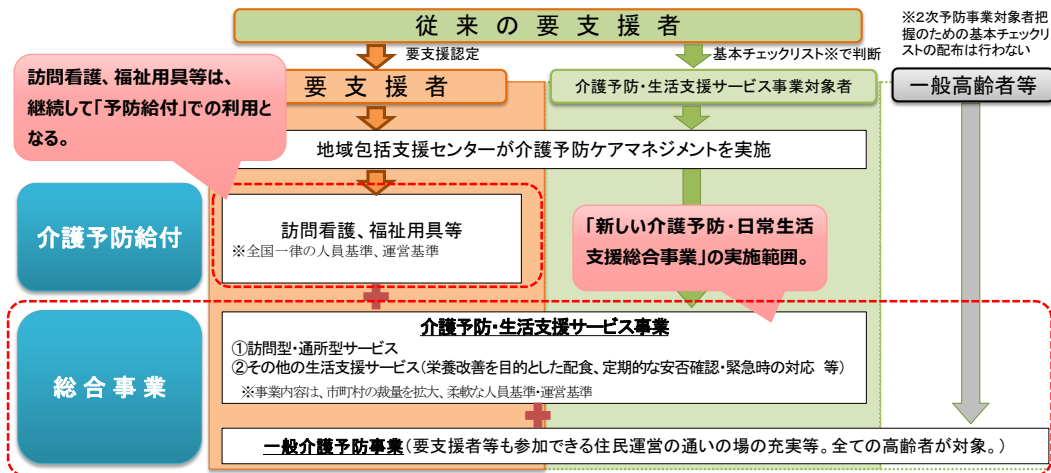 従来の要支援者
※2次予防事業対象者把
握のための基本チェックリ
ストの配布は行わない
要支援認定
基本チェックリスト※で判断
訪問看護、福祉用具等は、
継続して「予防給付」での利用と
なる。
要支援者
介護予防・生活支援サービス事業対象者
一般高齢者等
地域包括支援センターが介護予防ケアマネジメントを実施
介護予防給付
訪問看護、福祉用具等
※全国一律の人員基準、運営基準
「新しい介護予防・日常生活
支援総合事業」の実施範囲。
総合事業
介護予防・生活支援サービス事業
①訪問型・通所型サービス
②その他の生活支援サービス(栄養改善を目的とした配食、定期的な安否確認・緊急時の対応 等)
※事業内容は、市町村の裁量を拡大、柔軟な人員基準・運営基準
一般介護予防事業(要支援者等も参加できる住民運営の通いの場の充実等。全ての高齢者が対象。)